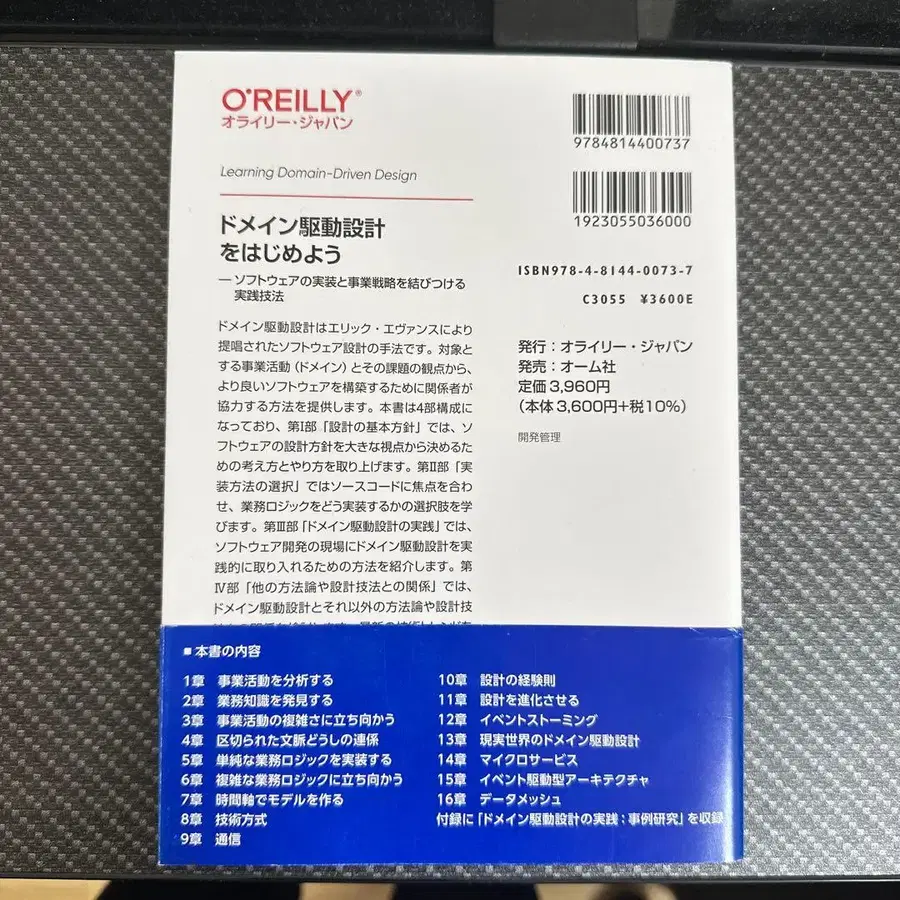 O'REILLY®
オライリー・ジャパン
Learning Domain-Driven Design
ドメイン駆動設計
をはじめよう
―ソフトウェアの実装と事業戦略を結びつける
実践技法
ドメイン駆動設計はエリック・エヴァンスにより
提唱されたソフトウェア設計の手法です。対象と
する事業活動（ドメイン）とその課題の観点から、
より良いソフトウェアを構築するために関係者が
協力する方法を提供します。本書は4部構成に
なっており、第Ⅰ部「設計の基本方針」では、ソ
フトウェアの設計方針を大きな視点から決めるた
めの考え方とやり方を取り上げます。第Ⅱ部「実
装方法の選択」ではソースコードに焦点を合わ
せ、業務ロジックをどう実装するかの選択肢を学
びます。第Ⅲ部「ドメイン駆動設計の実践」では、
ソフトウェア開発の現場にドメイン駆動設計を実
践的に取り入れるための方法を紹介します。第
Ⅳ部「他の方法論や設計技法との関係」では、
ドメイン駆動設計とそれ以外の方法論や設計技
9784814400737
1923055036000
ISBN978-4-8144-0073-7
C3055 ¥3600E
発行：オライリー・ジャパン
発売：オーム社
定価3,960円
（本体3,600円+税10%）
開発管理
■本書の内容
1章 事業活動を分析する
2章 業務知識を発見する
3章 事業活動の複雑さに立ち向かう
4章 区切られた文脈どうしの連係
5章 単純な業務ロジックを実装する
6章 複雑な業務ロジックに立ち向かう
7章 時間軸でモデルを作る
8章 技術方式
9章 通信
10章 設計の経験則
11章 設計を進化させる
12章 イベントストーミング
13章 現実世界のドメイン駆動設計
14章 マイクロサービス
15章 イベント駆動型アーキテクチャ
16章 データメッシュ
付録に「ドメイン駆動設計の実践：事例研究」を収録